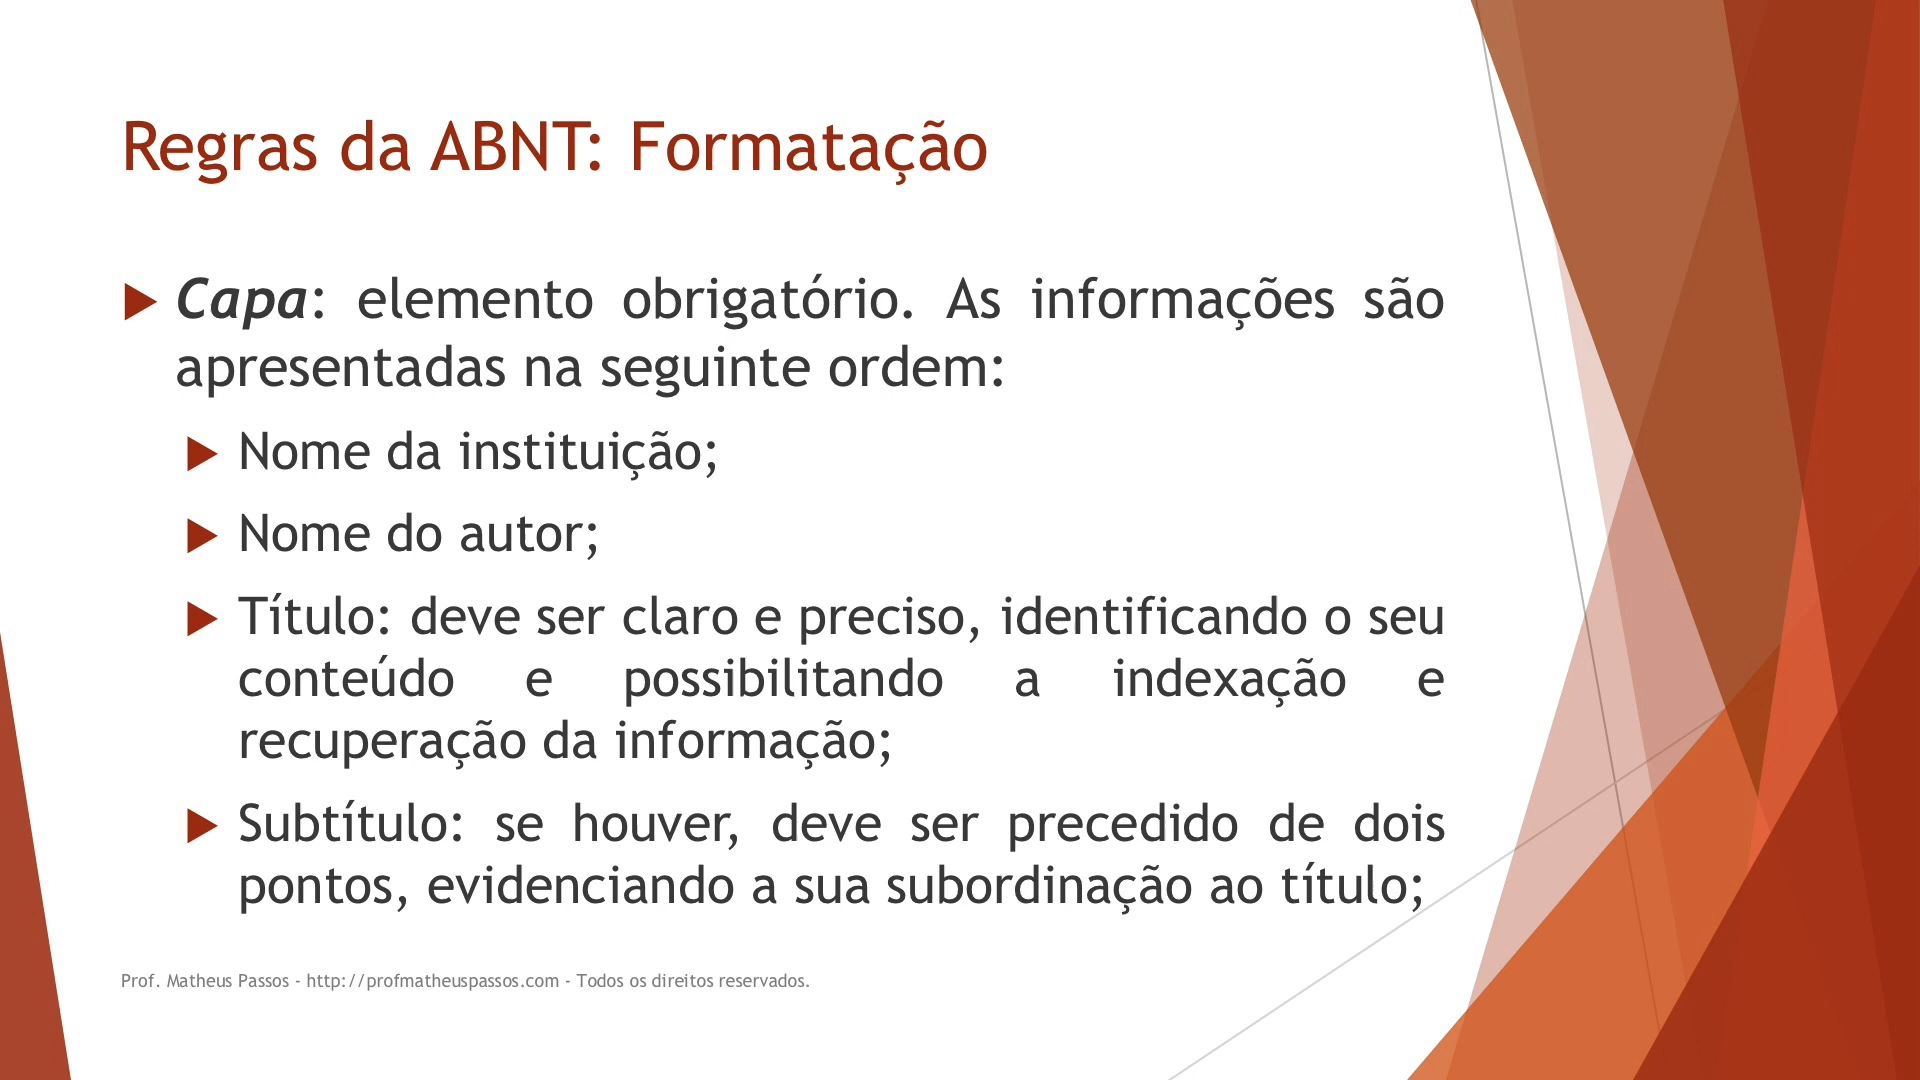 Regras da ABNT: Formatação
Capa: elemento obrigatório. As informações são
apresentadas na seguinte ordem:
Nome da instituição;
Nome do autor;
Título: deve ser claro e preciso, identificando o seu
conteúdo e possibilitando a indexação e
recuperação da informação;
Subtítulo: se houver, deve ser precedido de dois
pontos, evidenciando a sua subordinação ao título;
Prof. Matheus Passos - http://profmatheuspassos.com - Todos os direitos reservados.